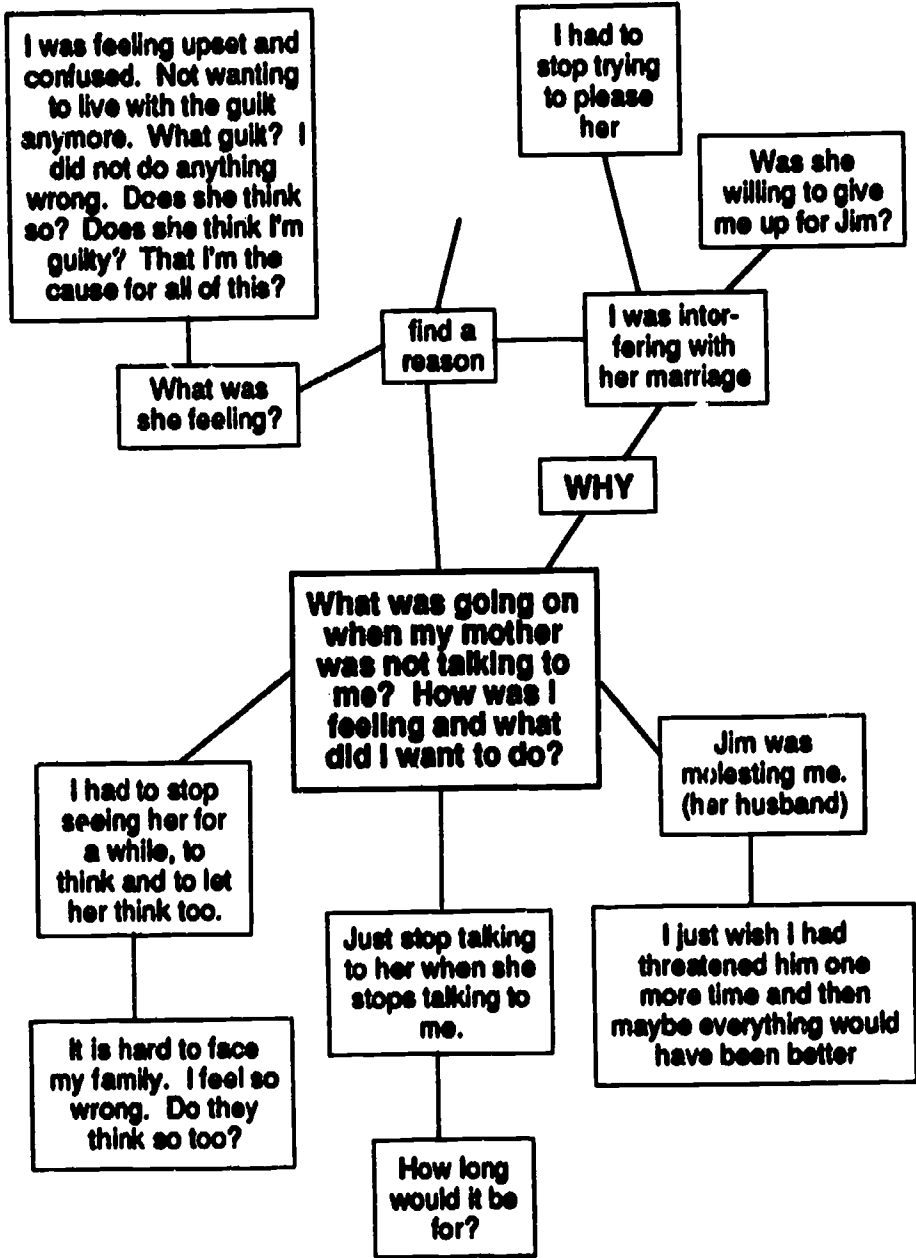 I was feeling upset and
confused. Not wanting
to live with the guilt
anymore. What guilt? I
did not do anything
wrong. Does she think
so? Does she think I'm
guilty? That I'm the
cause for all of this?
I had to
stop trying
to please
her
Was she
willing to give
me up for Jim?
find a
reason
I was inter-
fering with
her marriage
What was
she feeling?
WHY
What was going on
when my mother
was not talking to
me? How was I
feeling and what
did I want to do?
I had to stop
seeing her for
a while, to
think and to let
her think too.
Jim was
molesting me.
(her husband)
Just stop talking
to her when she
stops talking to
me.
I just wish I had
threatened him one
more time and then
maybe everything would
have been better
It is hard to face
my family. I feel so
wrong. Do they
think so too?
How long
would it be
for?